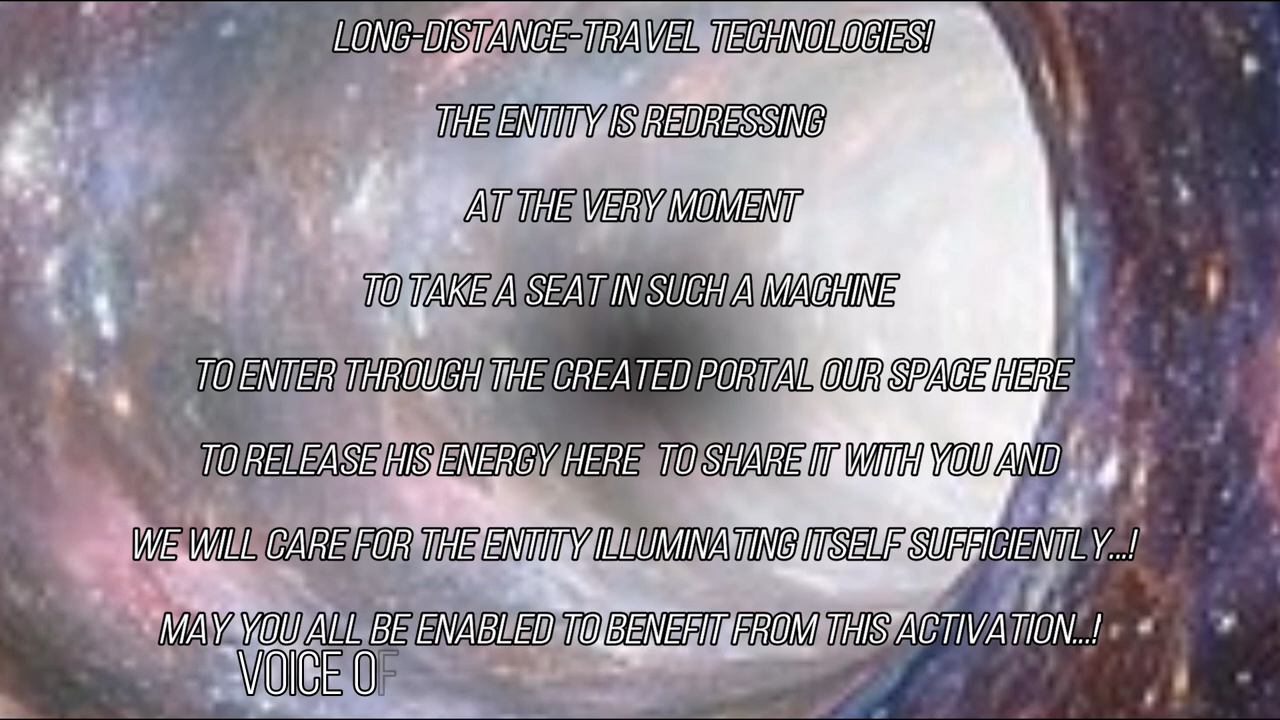 LONG-DISTANCE-TRAVEL TECHNOLOGIES!
THE ENTITY IS REDRESSING
AT THE VERY MOMENT
TO TAKE A SEAT IN SUCH A MACHINE
TO ENTER THROUGH THE CREATED PORTAL OUR SPACE HERE
TO RELEASE HIS ENERGY HERE TO SHARE IT WITH YOU AND
WE WILL CARE FOR THE ENTITY ILLUMINATING ITSELF SUFFICIENTLY...!
MAY YOU ALL BE ENABLED TO BENEFIT FROM THIS ACTIVATION...!
VOICE OF